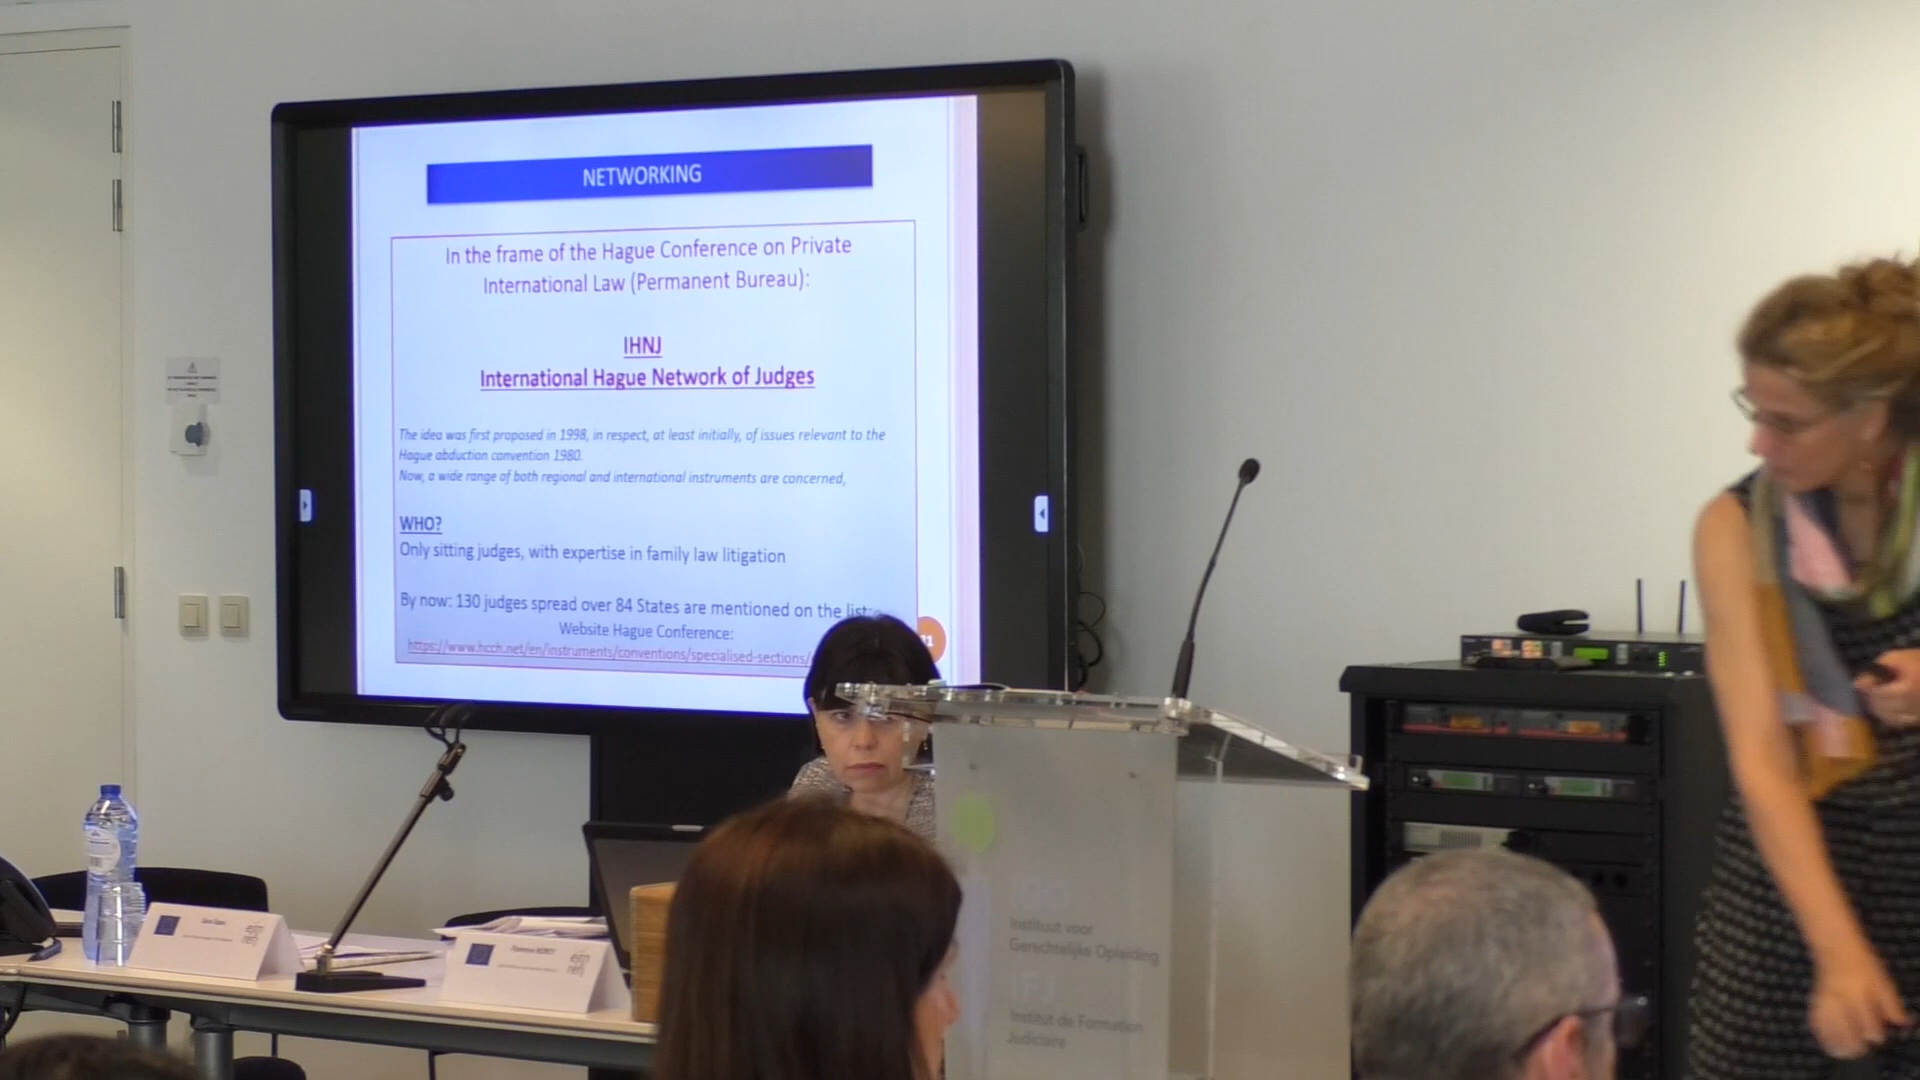 NETWORKING
In the frame of the Hague Conference on Private
International Law (Permanent Bureau):
IHNJ
International Hague Network of Judges
The idea was first proposed in 1998, in respect, at least initially, of issues relevant to the
Hague abduction convention 1980.
Now, a wide range of both regional and international instruments are concerned,
WHO?
Only sitting judges, with expertise in family law litigation
By now: 130 judges spread over 84 States are mentioned on the list:
Website Hague Conference:
https://www.hcch.net/en/instruments/conventions/specialised-sections/
Instituut voor
Gerechtelijke Opleiding
IFJ
Institut de Formation
Judiciaire